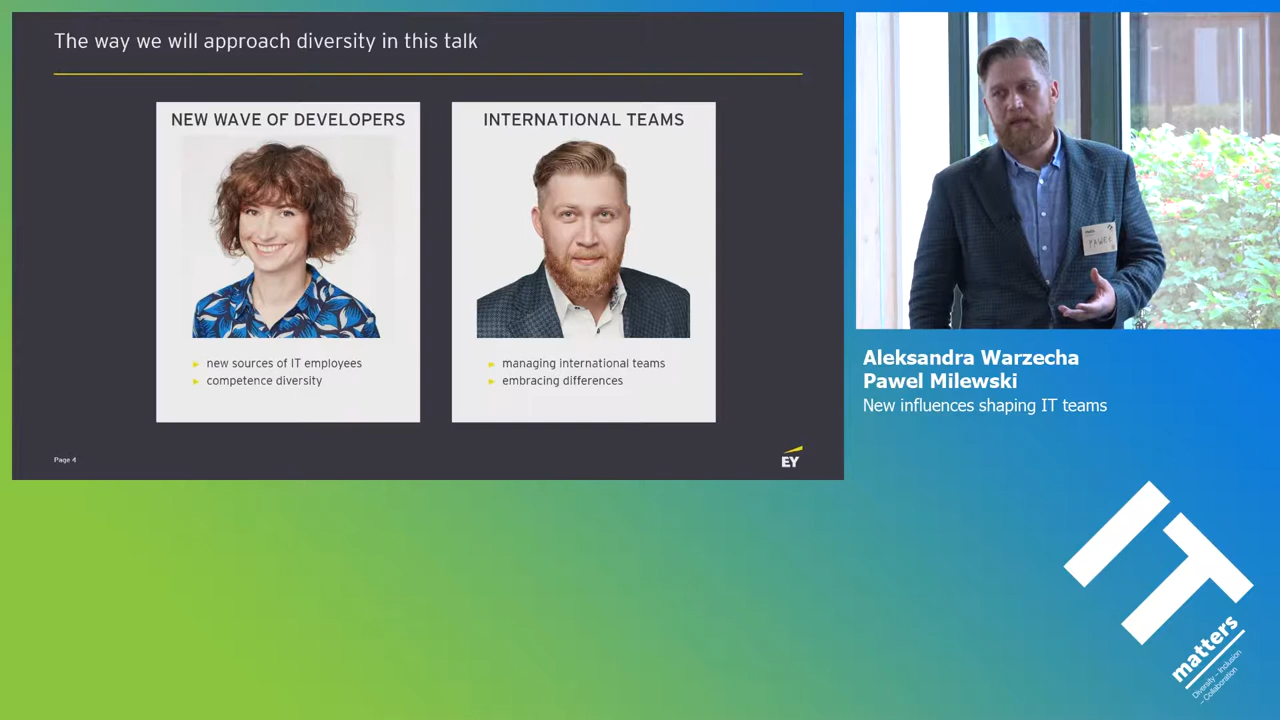 The way we will approach diversity in this talk
NEW WAVE OF DEVELOPERS
new sources of IT employees
competence diversity
INTERNATIONAL TEAMS
managing international teams
embracing differences
Page 4
EY
PAWEŁ
Aleksandra Warzecha
Pawel Milewski
New influences shaping IT teams
IT
matters
Diversity – Inclusion
– Collaboration